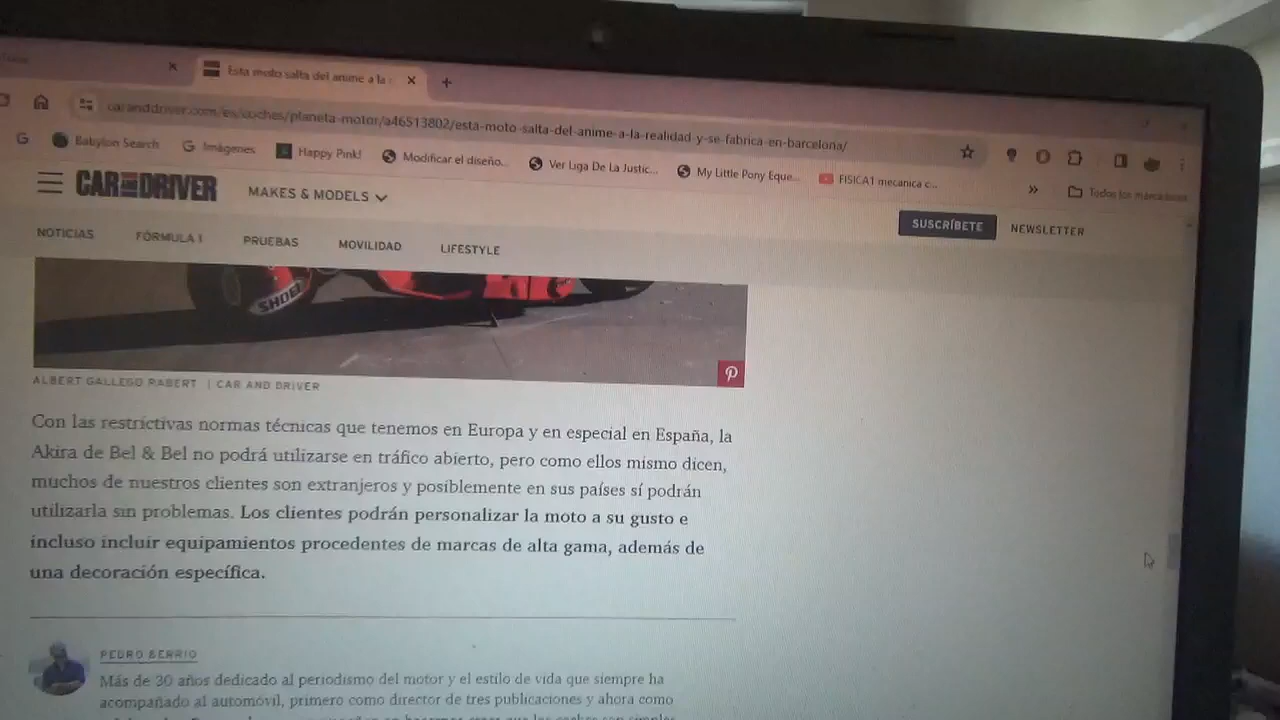 Esta moto salta del anime a la
caranddriver.com/es/coches/planeta-motor/a46513802/esta-moto-salta-del-anime-a-la-realidad-y-se-fabrica-en-barcelona/
Babylon Search Imágenes Happy Pink! Modificar el diseño... Ver Liga De La Justic... My Little Pony Eque... FISICA1 mecanica c... » Todos los marcadores
CAR AND DRIVER MAKES & MODELS
SUSCRÍBETE NEWSLETTER
NOTICIAS FÓRMULA 1 PRUEBAS MOVILIDAD LIFESTYLE
SHOEI
ALBERT GALLEGO RABERT | CAR AND DRIVER
Con las restrictivas normas técnicas que tenemos en Europa y en especial en España, la
Akira de Bel & Bel no podrá utilizarse en tráfico abierto, pero como ellos mismo dicen,
muchos de nuestros clientes son extranjeros y posiblemente en sus países sí podrán
utilizarla sin problemas. Los clientes podrán personalizar la moto a su gusto e
incluso incluir equipamientos procedentes de marcas de alta gama, además de
una decoración específica.
PEDRO BERRIO
Más de 30 años dedicado al periodismo del motor y el estilo de vida que siempre ha
acompañado al automóvil, primero como director de tres publicaciones y ahora como